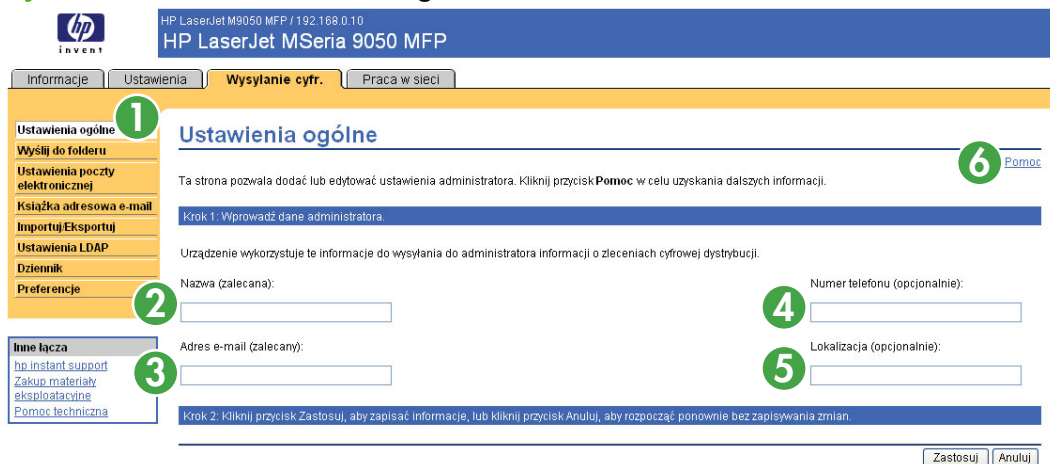 hp
invent
HP LaserJet M9050 MFP / 192.168.0.10
HP LaserJet MSeria 9050 MFP
Informacje
Ustawienia
Wysyłanie cyfr.
Praca w sieci
1
Ustawienia ogólne
Wyślij do folderu
Ustawienia poczty
elektronicznej
Książka adresowa e-mail
Importuj/Eksportuj
Ustawienia LDAP
Dziennik
Preferencje
Inne łącza
hp instant support
Zakup materiały
eksploatacyjne
Pomoc techniczna
Ustawienia ogólne
6
Pomoc
Ta strona pozwala dodać lub edytować ustawienia administratora. Kliknij przycisk Pomoc w celu uzyskania dalszych informacji.
Krok 1: Wprowadź dane administratora.
Urządzenie wykorzystuje te informacje do wysyłania do administratora informacji o zleceniach cyfrowej dystrybucji.
Nazwa (zalecana):
2
Numer telefonu (opcjonalnie):
4
Adres e-mail (zalecany):
3
Lokalizacja (opcjonalnie):
5
Krok 2: Kliknij przycisk Zastosuj, aby zapisać informacje, lub kliknij przycisk Anuluj, aby rozpocząć ponownie bez zapisywania zmian.
Zastosuj
Anuluj